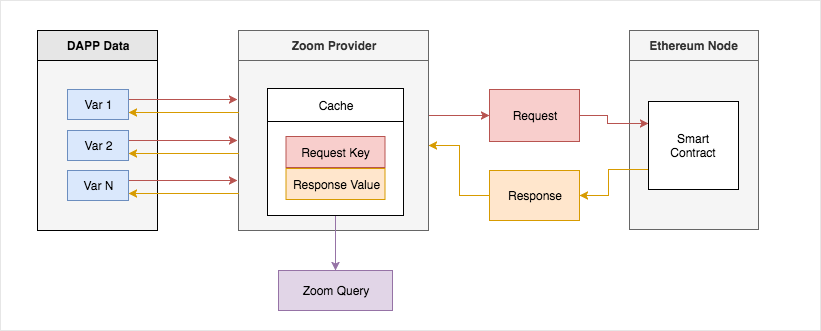 DAPP Data
Var 1
Var 2
Var N
Zoom Provider
Cache
Request Key
Response Value
Zoom Query
Request
Response
Ethereum Node
Smart
Contract